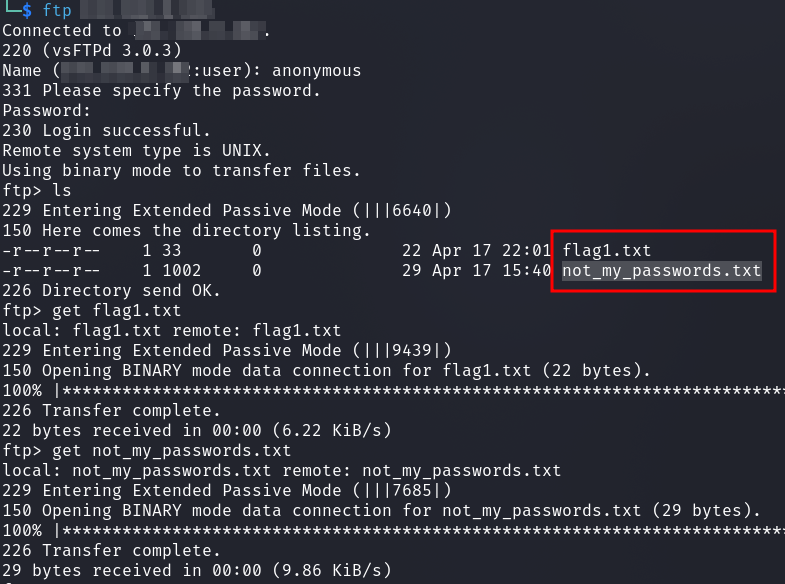 └─$ ftp
Connected to .
220 (vsFTPd 3.0.3)
Name (:user): anonymous
331 Please specify the password.
Password:
230 Login successful.
Remote system type is UNIX.
Using binary mode to transfer files.
ftp> ls
229 Entering Extended Passive Mode (|||6640|)
150 Here comes the directory listing.
-r--r--r--    1 33       0              22 Apr 17 22:01 flag1.txt
-r--r--r--    1 1002     0              29 Apr 17 15:40 not_my_passwords.txt
226 Directory send OK.
ftp> get flag1.txt
local: flag1.txt remote: flag1.txt
229 Entering Extended Passive Mode (|||9439|)
150 Opening BINARY mode data connection for flag1.txt (22 bytes).
100% |*************************************************************************
226 Transfer complete.
22 bytes received in 00:00 (6.22 KiB/s)
ftp> get not_my_passwords.txt
local: not_my_passwords.txt remote: not_my_passwords.txt
229 Entering Extended Passive Mode (|||7685|)
150 Opening BINARY mode data connection for not_my_passwords.txt (29 bytes).
100% |*************************************************************************
226 Transfer complete.
29 bytes received in 00:00 (9.86 KiB/s)